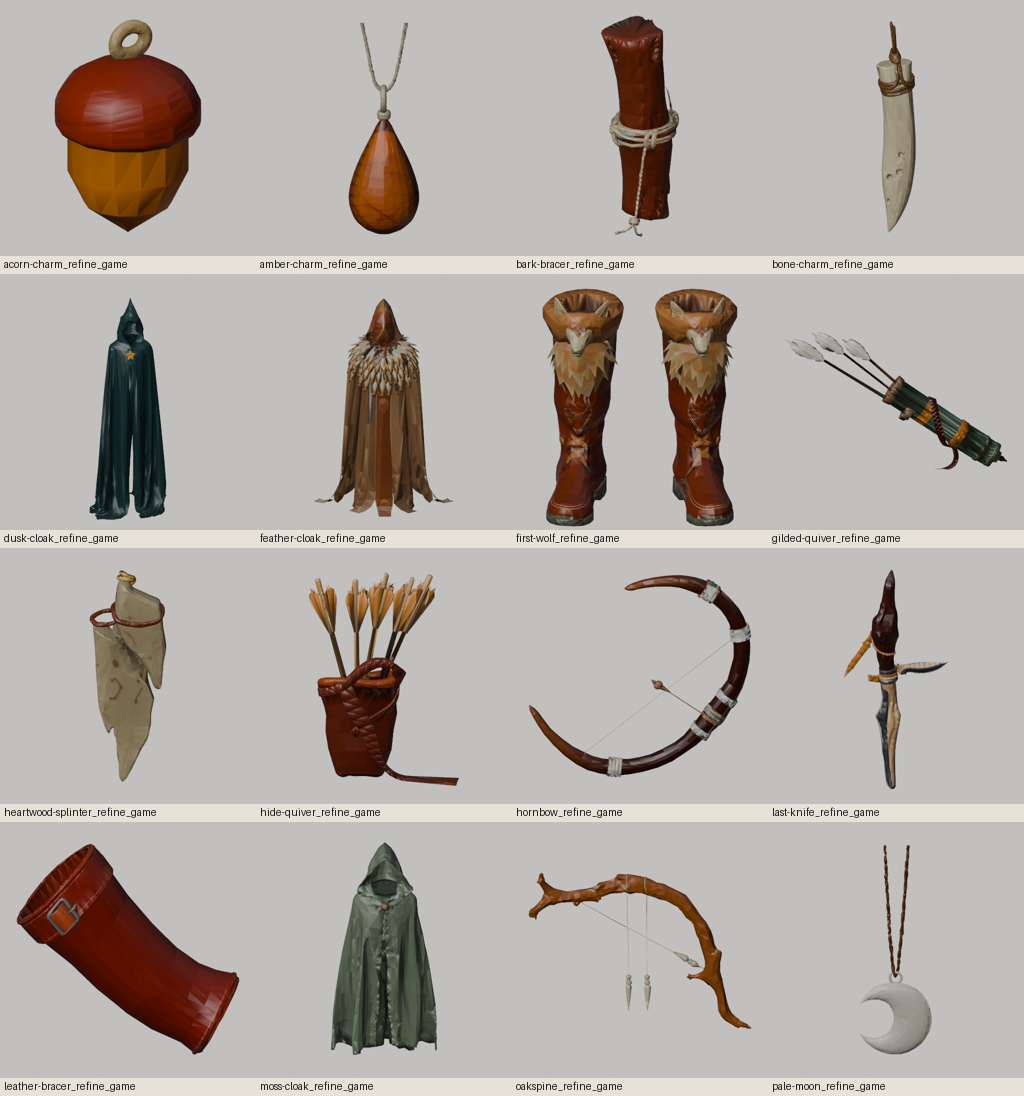 acorn-charm_refine_game
amber-charm_refine_game
bark-bracer_refine_game
bone-charm_refine_game
dusk-cloak_refine_game
feather-cloak_refine_game
first-wolf_refine_game
gilded-quiver_refine_game
heartwood-splinter_refine_game
hide-quiver_refine_game
hornbow_refine_game
last-knife_refine_game
leather-bracer_refine_game
moss-cloak_refine_game
oakspine_refine_game
pale-moon_refine_game